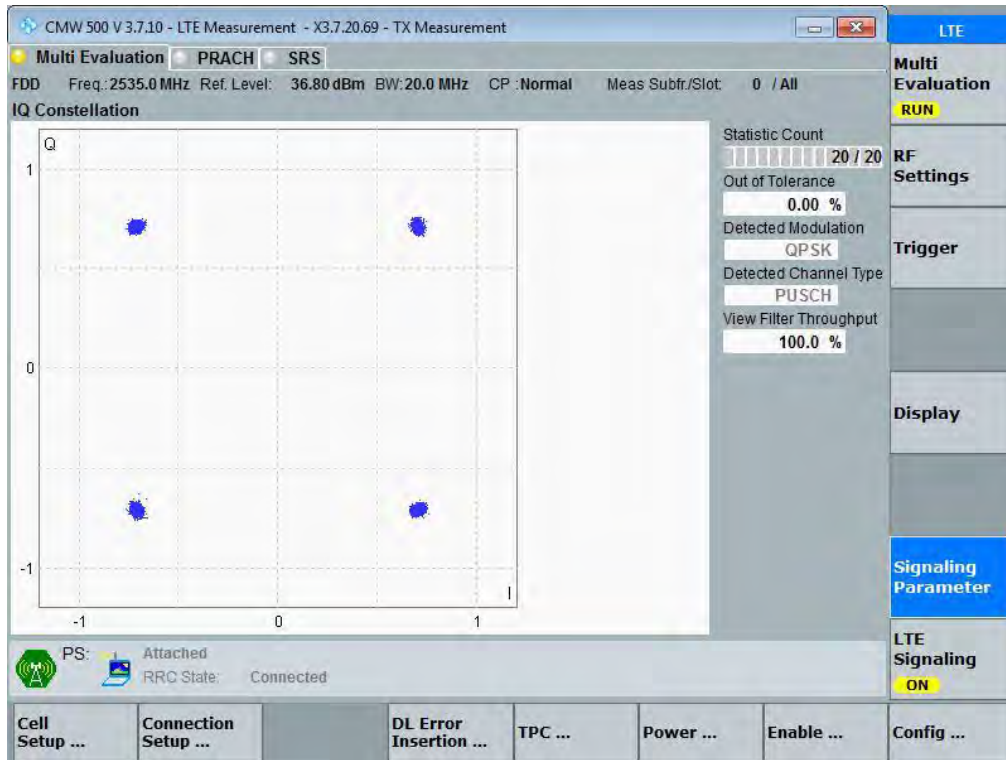 CMW 500 V 3.7.10 - LTE Measurement - X3.7.20.69 - TX Measurement
LTE
Multi Evaluation PRACH SRS
FDD Freq.:2535.0 MHz Ref. Level: 36.80 dBm BW:20.0 MHz CP :Normal Meas Subfr./Slot: 0 / All
IQ Constellation
Q
1
0
-1
-1 0 1
I
Statistic Count
20 / 20
Out of Tolerance
0.00 %
Detected Modulation
QPSK
Detected Channel Type
PUSCH
View Filter Throughput
100.0 %
Multi
Evaluation
RUN
RF
Settings
Trigger
Display
Signaling
Parameter
LTE
Signaling
ON
PS: Attached
RRC State: Connected
Cell
Setup ...
Connection
Setup ...
DL Error
Insertion ...
TPC ...
Power ...
Enable ...
Config ...